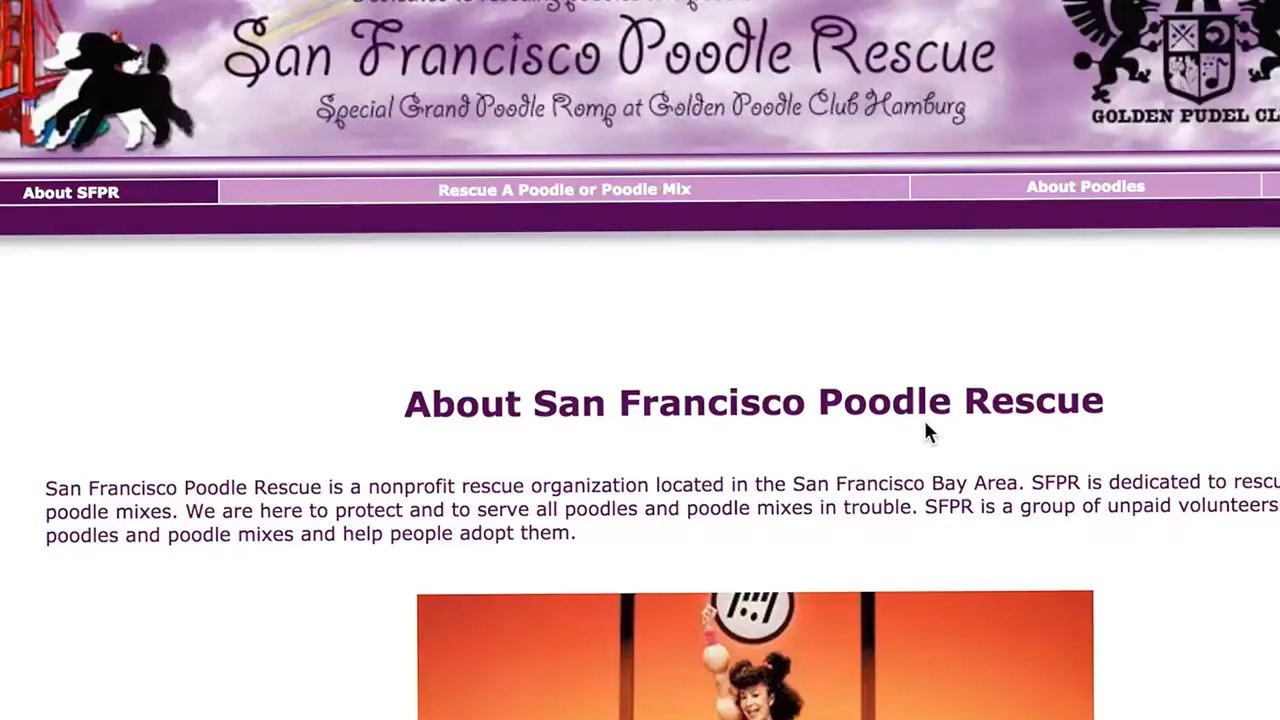 San Francisco Poodle Rescue
Special Grand Poodle Romp at Golden Poodle Club Hamburg
GOLDEN PUDEL CL
About SFPR
Rescue A Poodle or Poodle Mix
About Poodles
About San Francisco Poodle Rescue
San Francisco Poodle Rescue is a nonprofit rescue organization located in the San Francisco Bay Area. SFPR is dedicated to rescu
poodle mixes. We are here to protect and to serve all poodles and poodle mixes in trouble. SFPR is a group of unpaid volunteers
poodles and poodle mixes and help people adopt them.